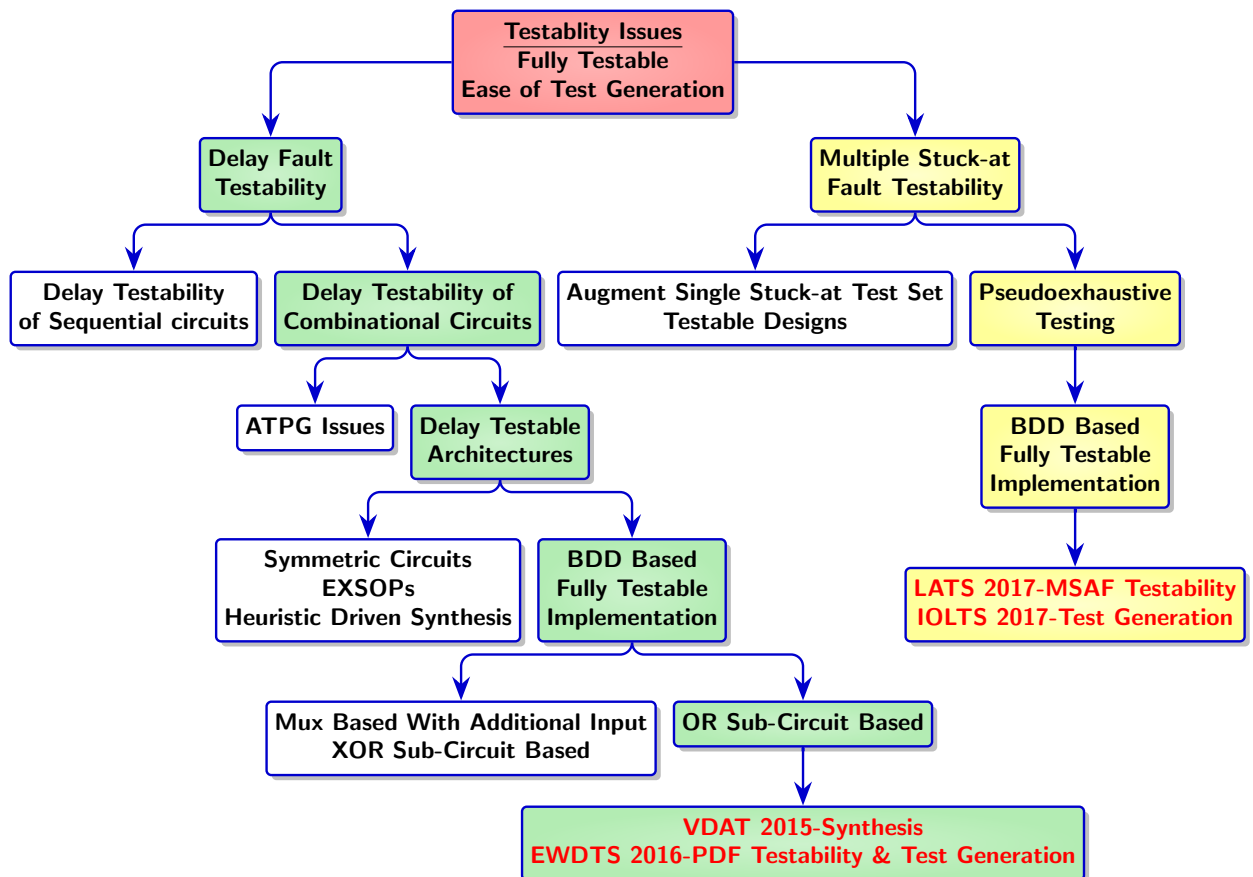 Testablity Issues
Fully Testable
Ease of Test Generation
Delay Fault
Testability
Multiple Stuck-at
Fault Testability
Delay Testability
of Sequential circuits
Delay Testability of
Combinational Circuits
Augment Single Stuck-at Test Set
Testable Designs
Pseudoexhaustive
Testing
ATPG Issues
Delay Testable
Architectures
BDD Based
Fully Testable
Implementation
Symmetric Circuits
EXSOPs
Heuristic Driven Synthesis
BDD Based
Fully Testable
Implementation
LATS 2017-MSAF Testability
IOLTS 2017-Test Generation
Mux Based With Additional Input
XOR Sub-Circuit Based
OR Sub-Circuit Based
VDAT 2015-Synthesis
EWDTS 2016-PDF Testability & Test Generation